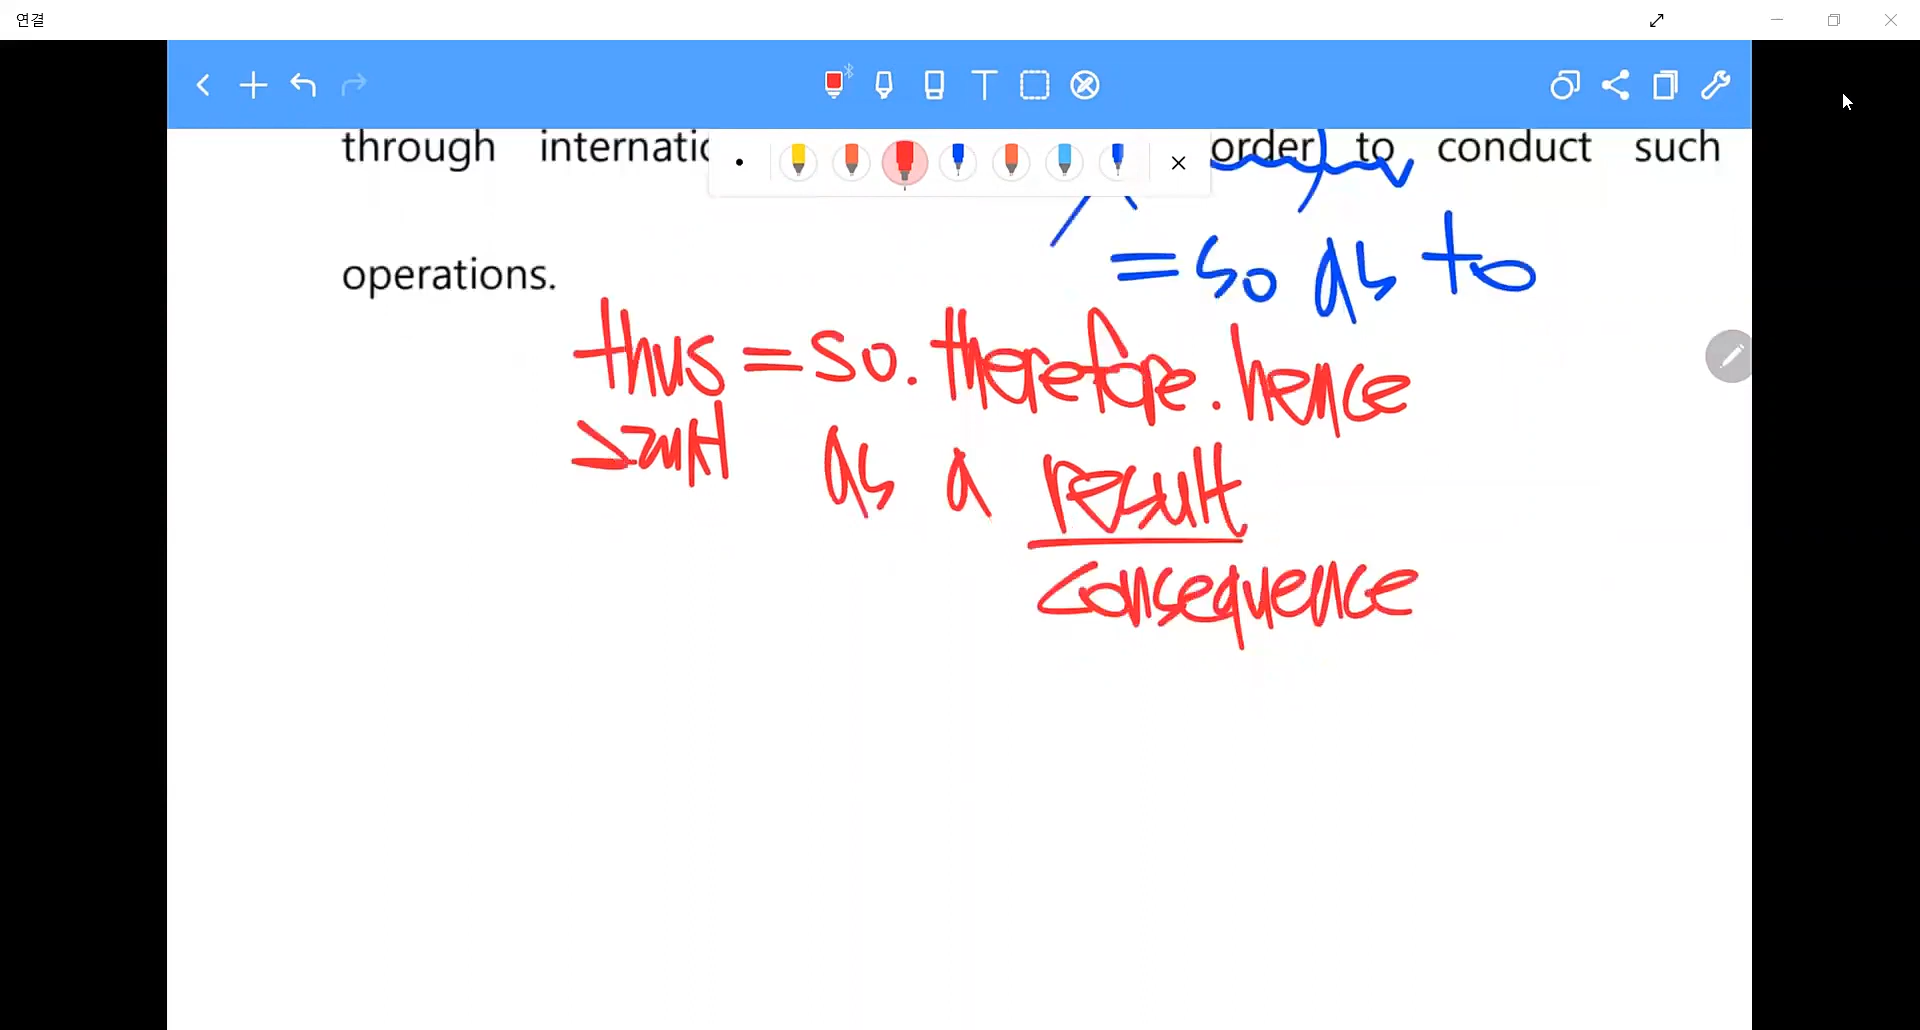 연결
through internatio order to conduct such
= so as to
operations.
thus = so. therefore. hence
그래서 as a result
consequence